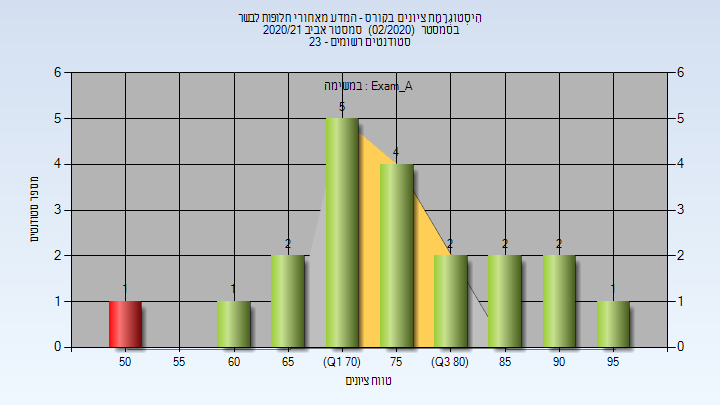 היסטוגרמת ציונים בקורס - המדע מאחורי חלופות לבשר
בסמסטר (02/2020) סמסטר אביב 2020/21
סטודנטים רשומים - 23
במשימה : Exam_A
6 6
5 5
4 4
3 3
2 2
1 1
0 0
מספר סטודנטים
1 1 2 5 4 2 2 2 1
50 55 60 65 (Q1 70) 75 (Q3 80) 85 90 95
טווח ציונים